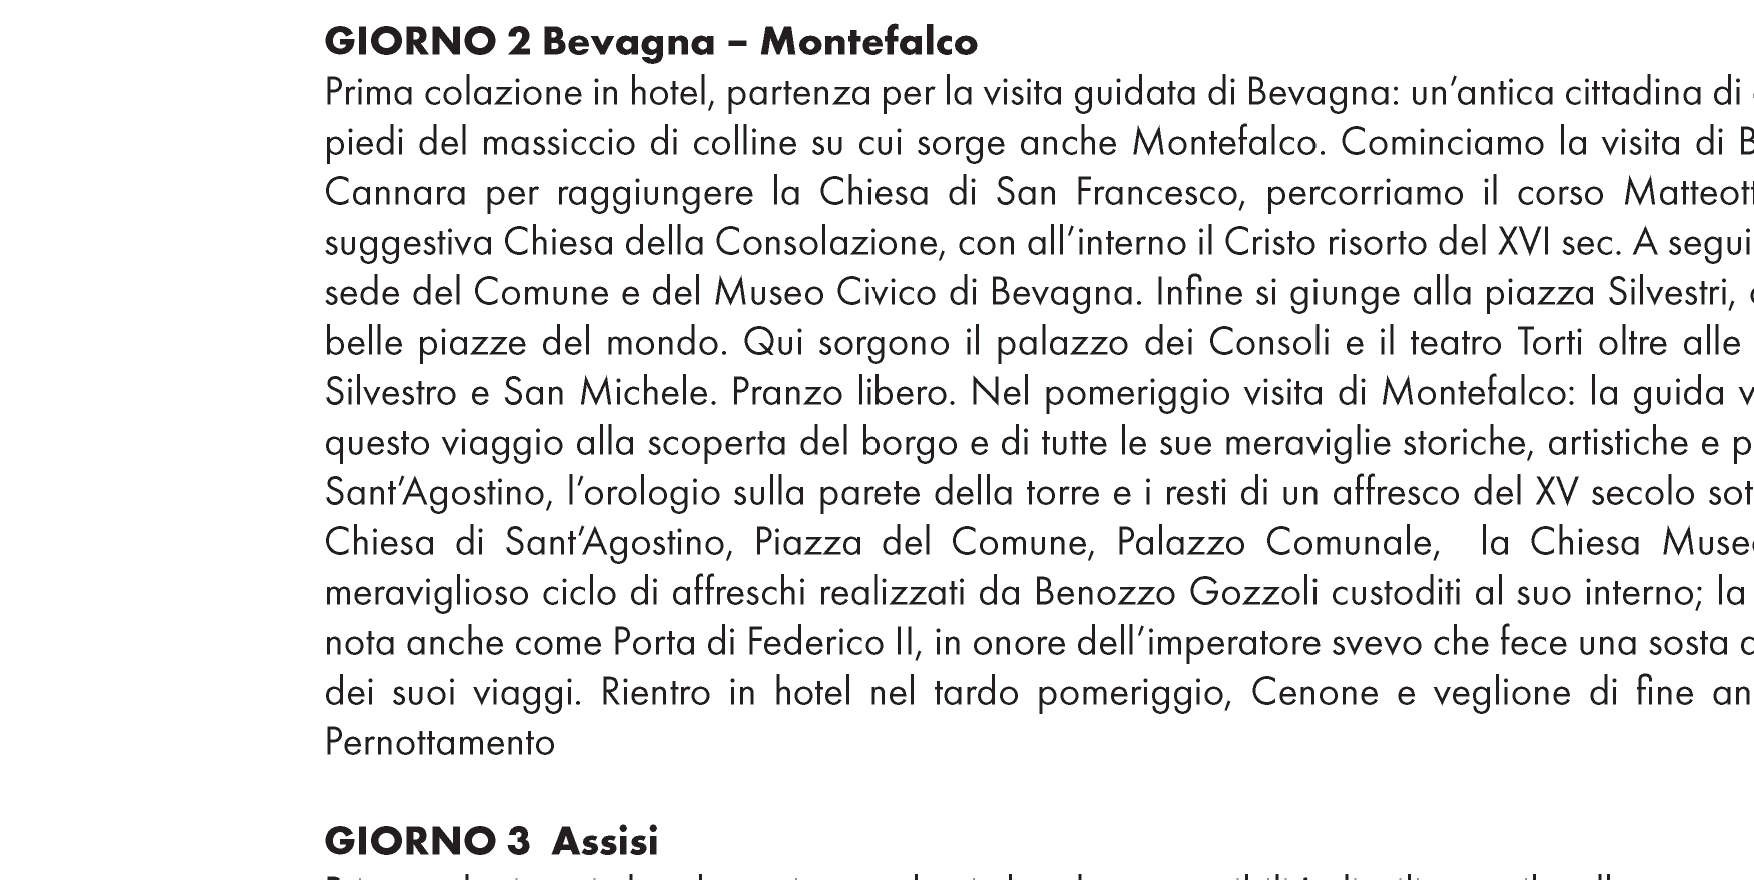 GIORNO 2 Bevagna – Montefalco
Prima colazione in hotel, partenza per la visita guidata di Bevagna: un’antica cittadina di
piedi del massiccio di colline su cui sorge anche Montefalco. Cominciamo la visita di B
Cannara per raggiungere la Chiesa di San Francesco, percorriamo il corso Matteott
suggestiva Chiesa della Consolazione, con all’interno il Cristo risorto del XVI sec. A segui
sede del Comune e del Museo Civico di Bevagna. Infine si giunge alla piazza Silvestri,
belle piazze del mondo. Qui sorgono il palazzo dei Consoli e il teatro Torti oltre alle
Silvestro e San Michele. Pranzo libero. Nel pomeriggio visita di Montefalco: la guida v
questo viaggio alla scoperta del borgo e di tutte le sue meraviglie storiche, artistiche e p
Sant’Agostino, l’orologio sulla parete della torre e i resti di un affresco del XV secolo sot
Chiesa di Sant’Agostino, Piazza del Comune, Palazzo Comunale, la Chiesa Muse
meraviglioso ciclo di affreschi realizzati da Benozzo Gozzoli custoditi al suo interno; la
nota anche come Porta di Federico II, in onore dell’imperatore svevo che fece una sosta
dei suoi viaggi. Rientro in hotel nel tardo pomeriggio, Cenone e veglione di fine an
Pernottamento
GIORNO 3 Assisi